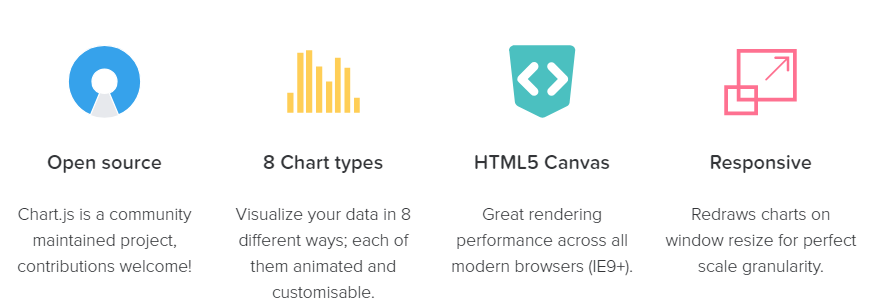 Open source
Chart.js is a community
maintained project,
contributions welcome!
8 Chart types
Visualize your data in 8
different ways; each of
them animated and
customisable.
HTML5 Canvas
Great rendering
performance across all
modern browsers (IE9+).
Responsive
Redraws charts on
window resize for perfect
scale granularity.